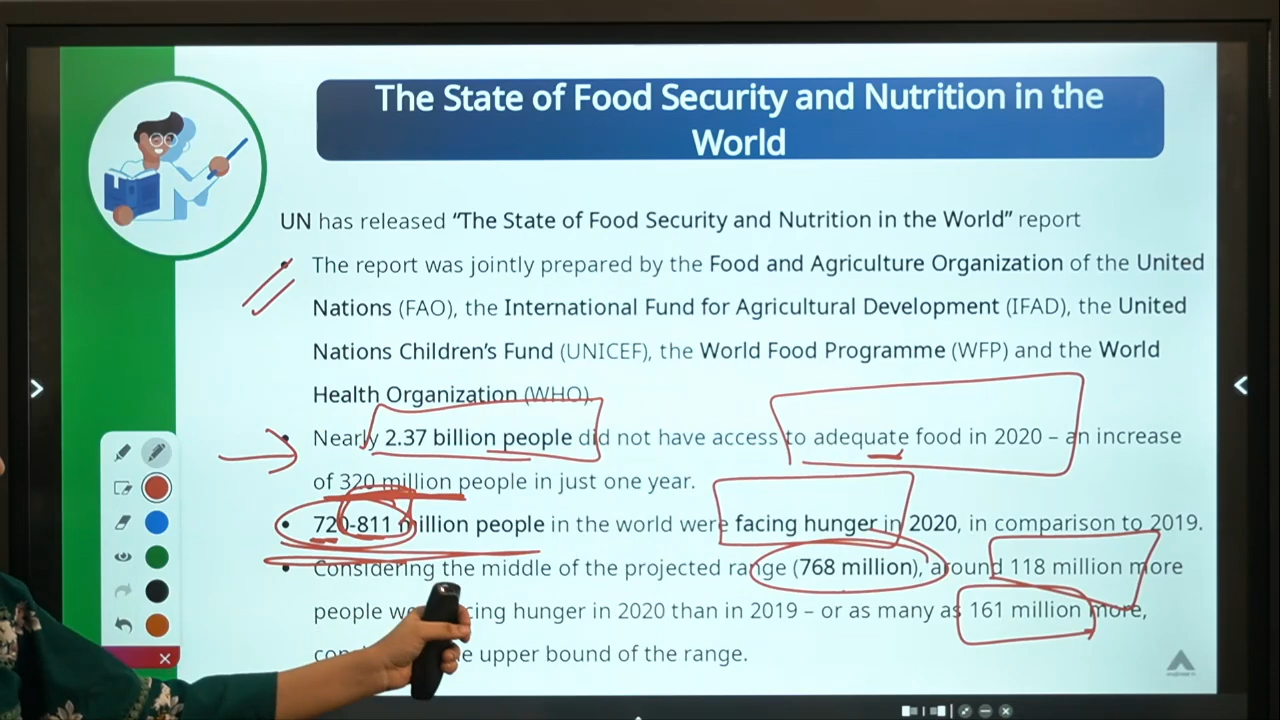 The State of Food Security and Nutrition in the
World
UN has released “The State of Food Security and Nutrition in the World” report
• The report was jointly prepared by the Food and Agriculture Organization of the United
Nations (FAO), the International Fund for Agricultural Development (IFAD), the United
Nations Children’s Fund (UNICEF), the World Food Programme (WFP) and the World
Health Organization (WHO).
• Nearly 2.37 billion people did not have access to adequate food in 2020 – an increase
of 320 million people in just one year.
• 720-811 million people in the world were facing hunger in 2020, in comparison to 2019.
• Considering the middle of the projected range (768 million), around 118 million more
people hunger in 2020 than in 2019 – or as many as 161 million more,
upper bound of the range.